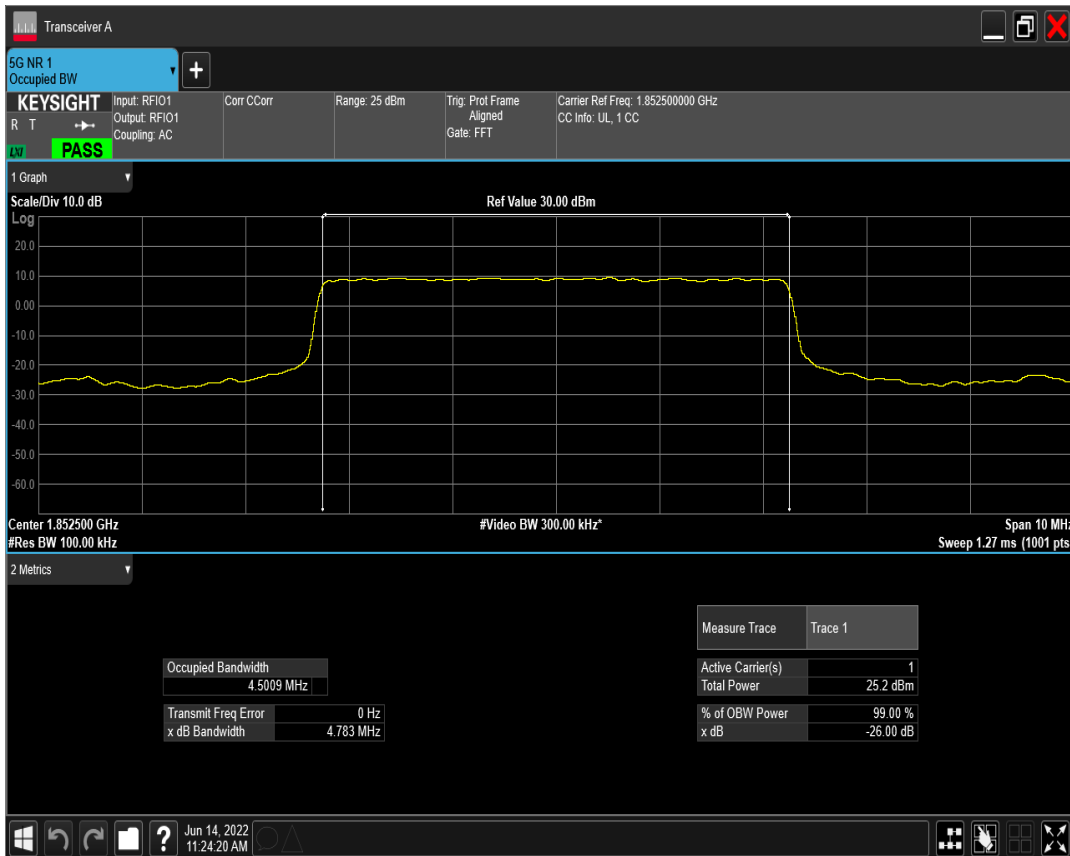 Transceiver A
5G NR 1
Occupied BW
KEYSIGHT
R T
LXI
PASS
Input: RFIO1
Output: RFIO1
Coupling: AC
Corr CCorr
Range: 25 dBm
Trig: Prot Frame
Aligned
Gate: FFT
Carrier Ref Freq: 1.852500000 GHz
CC Info: UL, 1 CC
1 Graph
Scale/Div 10.0 dB
Ref Value 30.00 dBm
Log
20.0
10.0
0.00
-10.0
-20.0
-30.0
-40.0
-50.0
-60.0
Center 1.852500 GHz
#Video BW 300.00 kHz*
Span 10 MHz
#Res BW 100.00 kHz
Sweep 1.27 ms (1001 pts
2 Metrics
Measure Trace Trace 1
Occupied Bandwidth
4.5009 MHz
Active Carrier(s) 1
Total Power 25.2 dBm
Transmit Freq Error 0 Hz
x dB Bandwidth 4.783 MHz
% of OBW Power 99.00 %
x dB -26.00 dB
?
Jun 14, 2022
11:24:20 AM